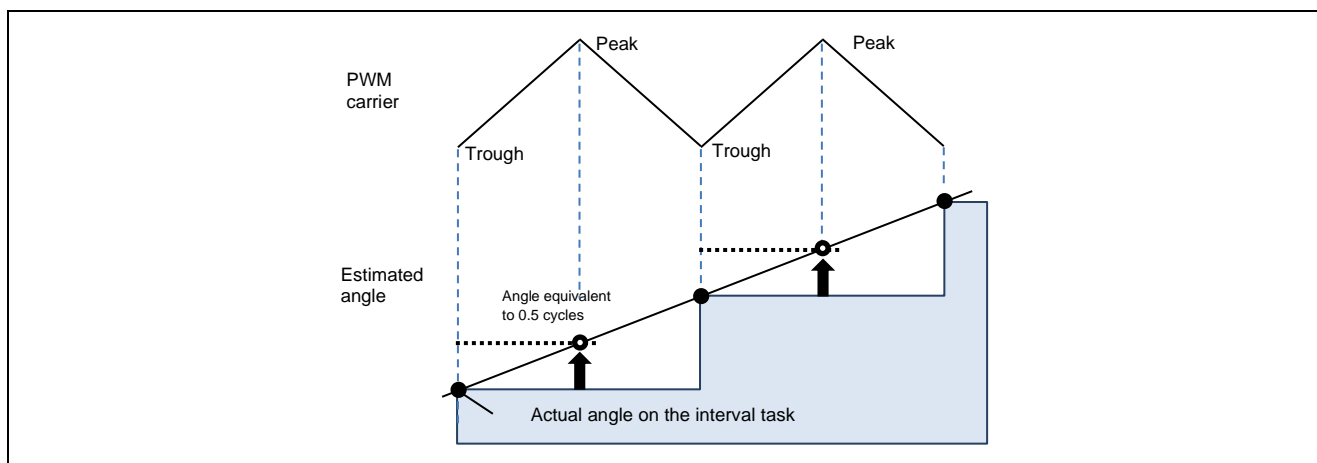 Peak
Peak
PWM
carrier
Trough
Trough
Estimated
angle
Angle equivalent
to 0.5 cycles
Actual angle on the interval task